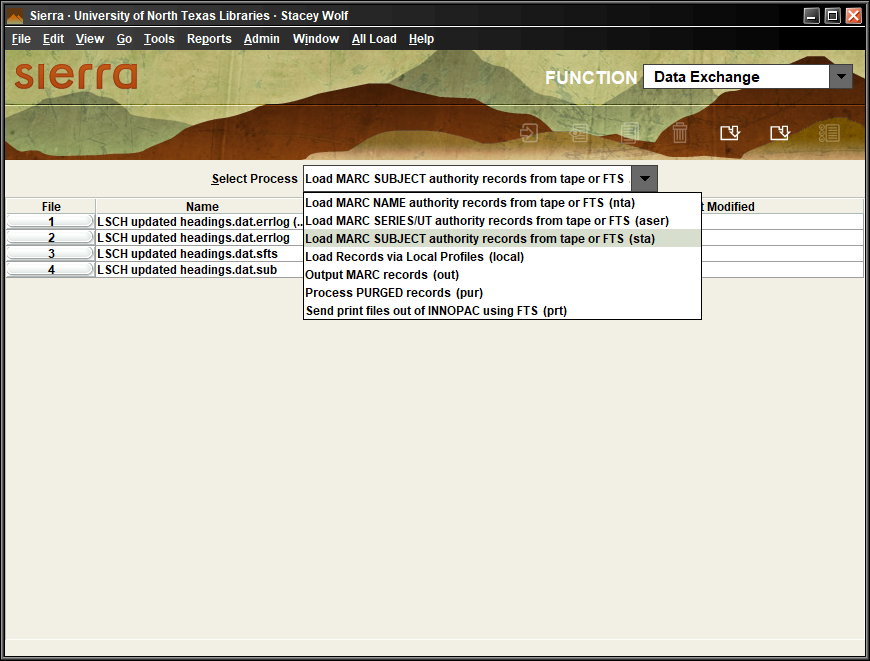 Sierra · University of North Texas Libraries · Stacey Wolf
File Edit View Go Tools Reports Admin Window All Load Help
sierra
FUNCTION Data Exchange
Select Process Load MARC SUBJECT authority records from tape or FTS
File Name t Modified
Load MARC NAME authority records from tape or FTS (nta)
Load MARC SERIES/UT authority records from tape or FTS (aser)
Load MARC SUBJECT authority records from tape or FTS (sta)
Load Records via Local Profiles (local)
Output MARC records (out)
Process PURGED records (pur)
Send print files out of INNOPAC using FTS (prt)
1 LSCH updated headings.dat.errlog (..
2 LSCH updated headings.dat.errlog
3 LSCH updated headings.dat.sfts
4 LSCH updated headings.dat.sub